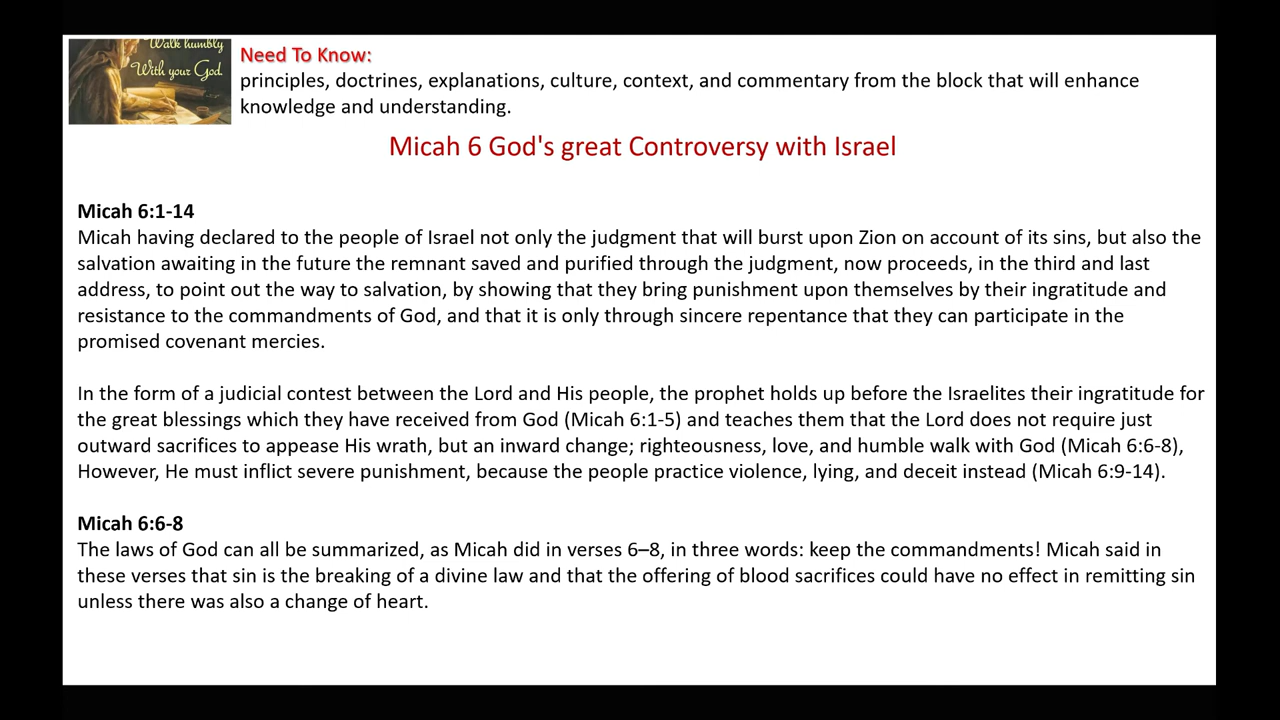 Walk humbly
With your God.
Need To Know:
principles, doctrines, explanations, culture, context, and commentary from the block that will enhance
knowledge and understanding.
Micah 6 God's great Controversy with Israel
Micah 6:1-14
Micah having declared to the people of Israel not only the judgment that will burst upon Zion on account of its sins, but also the
salvation awaiting in the future the remnant saved and purified through the judgment, now proceeds, in the third and last
address, to point out the way to salvation, by showing that they bring punishment upon themselves by their ingratitude and
resistance to the commandments of God, and that it is only through sincere repentance that they can participate in the
promised covenant mercies.
In the form of a judicial contest between the Lord and His people, the prophet holds up before the Israelites their ingratitude for
the great blessings which they have received from God (Micah 6:1-5) and teaches them that the Lord does not require just
outward sacrifices to appease His wrath, but an inward change; righteousness, love, and humble walk with God (Micah 6:6-8),
However, He must inflict severe punishment, because the people practice violence, lying, and deceit instead (Micah 6:9-14).
Micah 6:6-8
The laws of God can all be summarized, as Micah did in verses 6–8, in three words: keep the commandments! Micah said in
these verses that sin is the breaking of a divine law and that the offering of blood sacrifices could have no effect in remitting sin
unless there was also a change of heart.